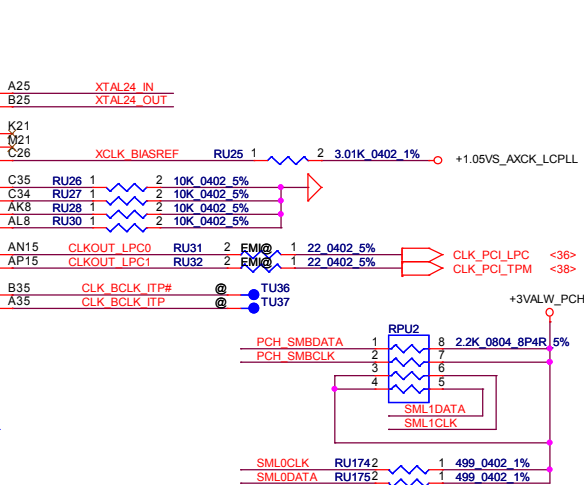 A25 XTAL24_IN
B25 XTAL24_OUT
K21
M21
C26 XCLK_BIASREF RU25 1 2 3.01K_0402_1% +1.05VS_AXCK_LCPLL
C35 RU26 1 2 10K_0402_5%
C34 RU27 1 2 10K_0402_5%
AK8 RU28 1 2 10K_0402_5%
AL8 RU30 1 2 10K_0402_5%
AN15 CLKOUT_LPC0 RU31 2 EMI@ 1 22_0402_5% CLK_PCI_LPC <36>
AP15 CLKOUT_LPC1 RU32 2 EMI@ 1 22_0402_5% CLK_PCI_TPM <38>
B35 CLK_BCLK_ITP# @ TU36
A35 CLK_BCLK_ITP @ TU37
+3VALW_PCH
RPU2
PCH_SMBDATA 1 8 2.2K_0804_8P4R_5%
PCH_SMBCLK 2 7
3 6
4 5
SML1DATA
SML1CLK
SML0CLK RU174 2 1 499_0402_1%
SML0DATA RU175 2 1 499_0402_1%